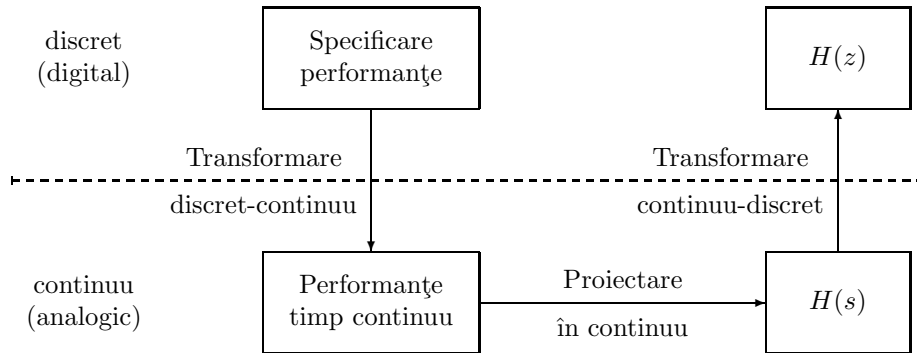 discret
(digital)
Specificare
performanţe
H(z)
Transformare
discret-continuu
Transformare
continuu-discret
continuu
(analogic)
Performanţe
timp continuu
Proiectare
în continuu
H(s)